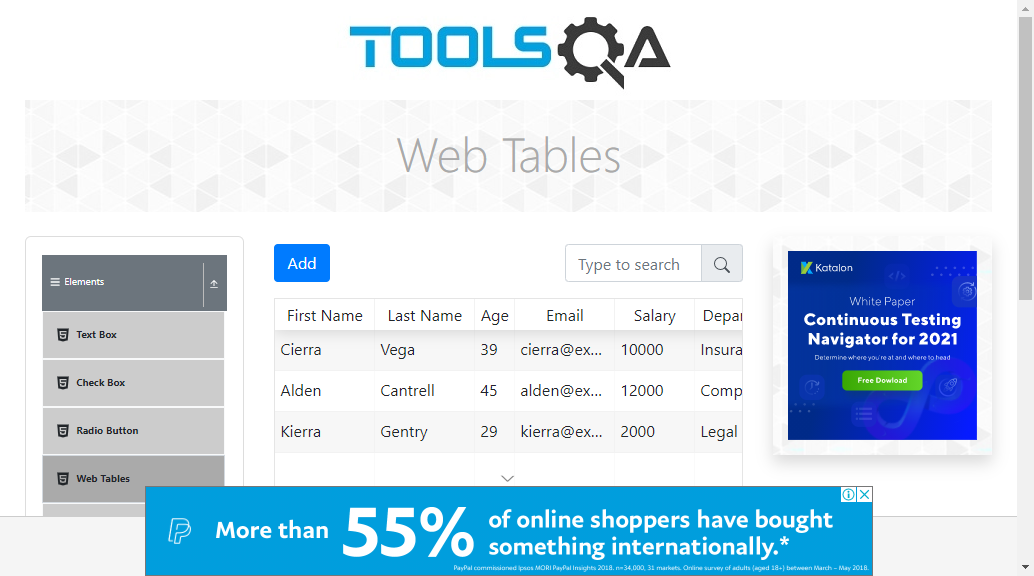 TOOLSQA
Web Tables
Elements
Text Box
Check Box
Radio Button
Web Tables
Add
Type to search
First Name Last Name Age Email Salary Depar
Cierra Vega 39 cierra@ex... 10000 Insura
Alden Cantrell 45 alden@ex... 12000 Comp
Kierra Gentry 29 kierra@ex... 2000 Legal
Katalon
White Paper
Continuous Testing
Navigator for 2021
Determine where you're at and where to head
Free Dowload
More than 55% of online shoppers have bought
something internationally.*
PayPal commissioned Ipsos MORI PayPal Insights 2018. n=34,000, 31 markets. Online survey of adults (aged 18+) between March – May 2018.